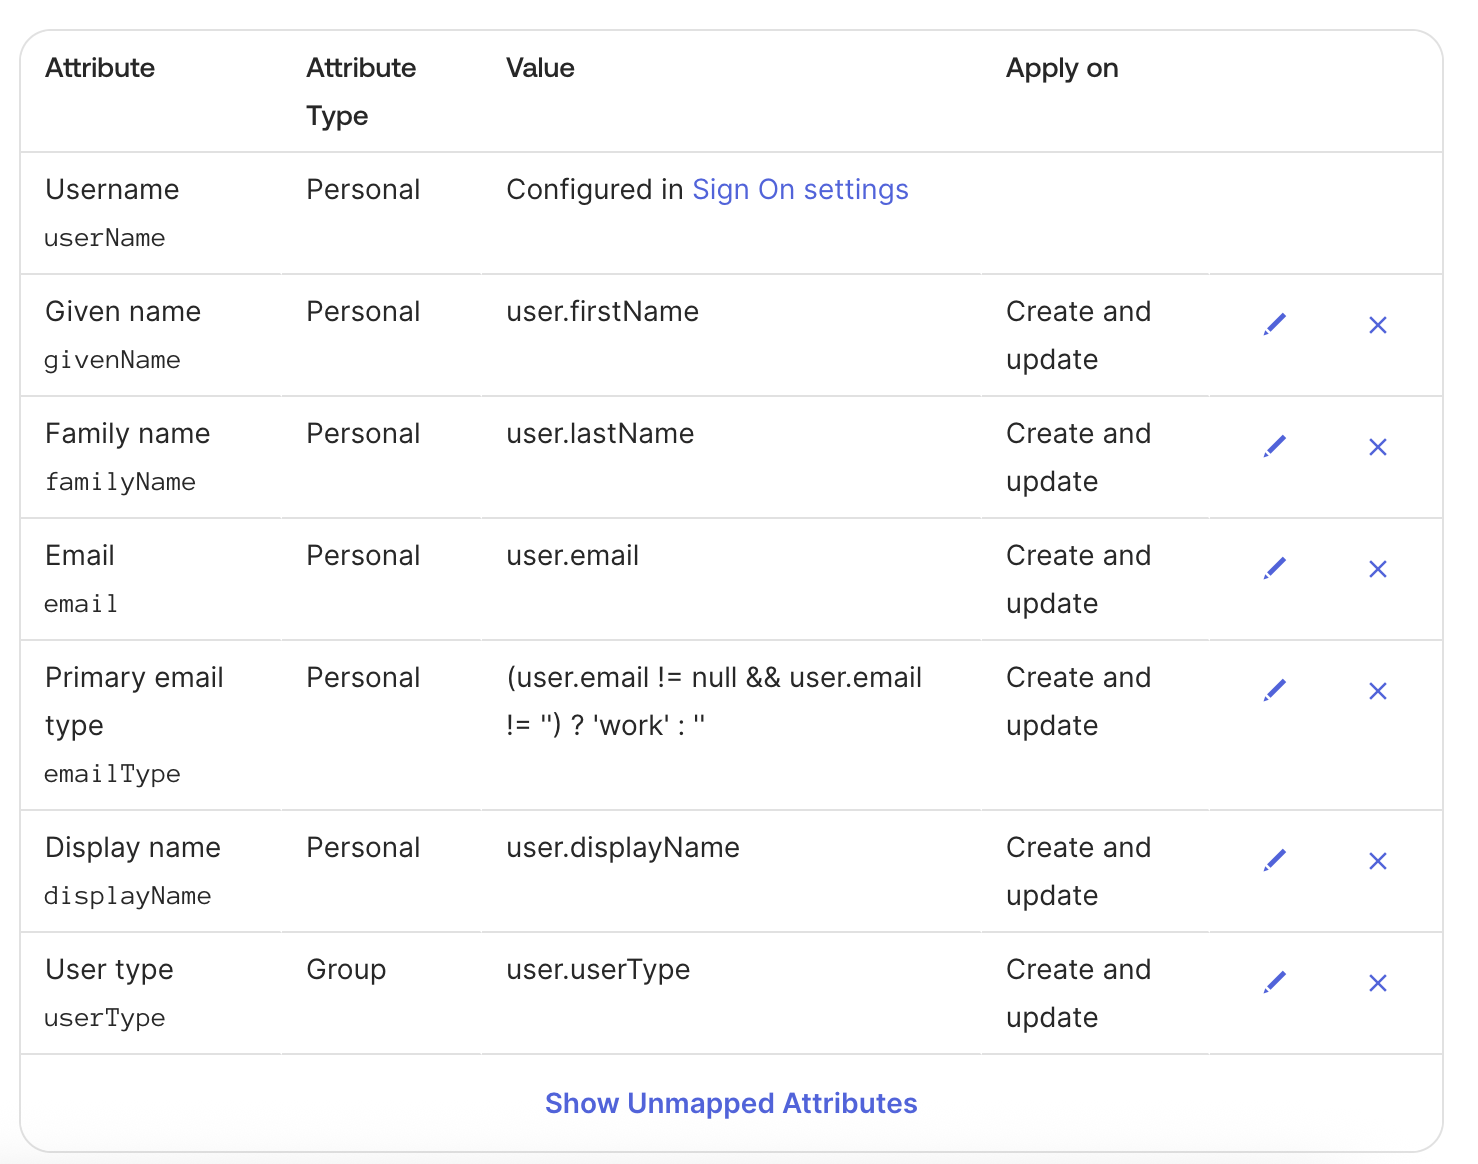 Attribute
Attribute
Type
Value
Apply on
Username
userName
Personal
Configured in Sign On settings
Given name
givenName
Personal
user.firstName
Create and
update
Family name
familyName
Personal
user.lastName
Create and
update
Email
email
Personal
user.email
Create and
update
Primary email
type
emailType
Personal
(user.email != null && user.email
!= '') ? 'work' : ''
Create and
update
Display name
displayName
Personal
user.displayName
Create and
update
User type
userType
Group
user.userType
Create and
update
Show Unmapped Attributes